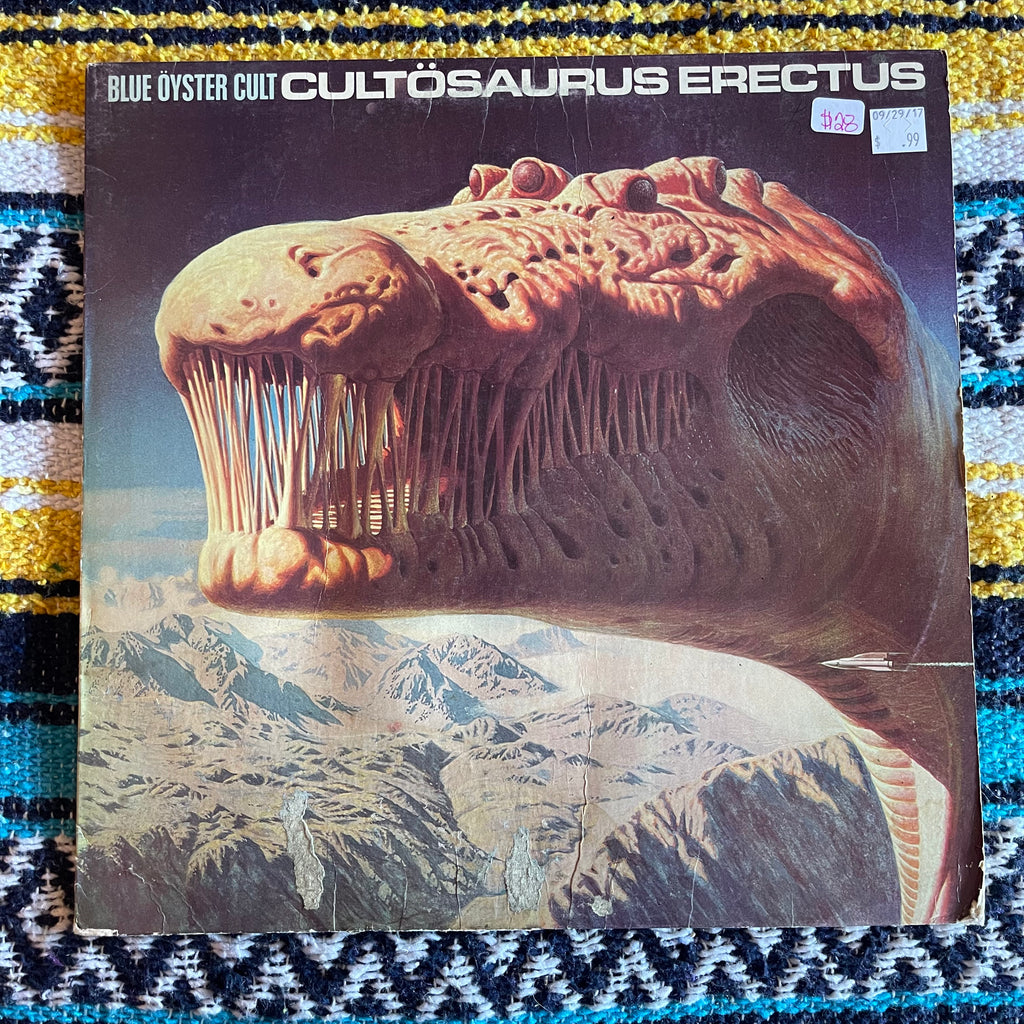 BLUE ÖYSTER CULT CULTÖSAURUS ERECTUS
$28
09/29/17
$ .99